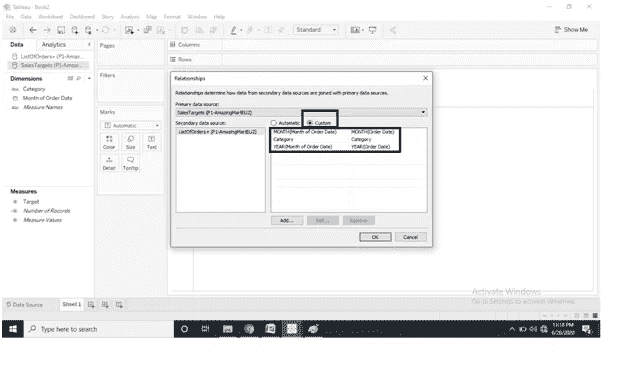 Tableau - Book2
File Data Worksheet Dashboard Story Analysis Map Format Window Help
Standard
Show Me
Data Analytics
Pages
Columns
Rows
ListOfOrders+ (P1-Amaz...
SalesTargets (P1-Amazi...
Dimensions
Category
Month of Order Date
Measure Names
Filters
Marks
Automatic
Color Size Text
Detail Tooltip
Measures
Target
Number of Records
Measure Values
Relationships
Relationships determine how data from secondary data sources are joined with primary data sources.
Primary data source:
SalesTargets (P1-AmazingMartEU2)
Secondary data source:
Automatic Custom
ListOfOrders+ (P1-AmazingMartEU2)
MONTH(Month of Order Date) MONTH(Order Date)
Category Category
YEAR(Month of Order Date) YEAR(Order Date)
Add... Edit... Remove
OK Cancel
Activate Windows
Go to Settings to activate Windows.
Data Source Sheet 1
Type here to search
11:18 PM
6/28/2020